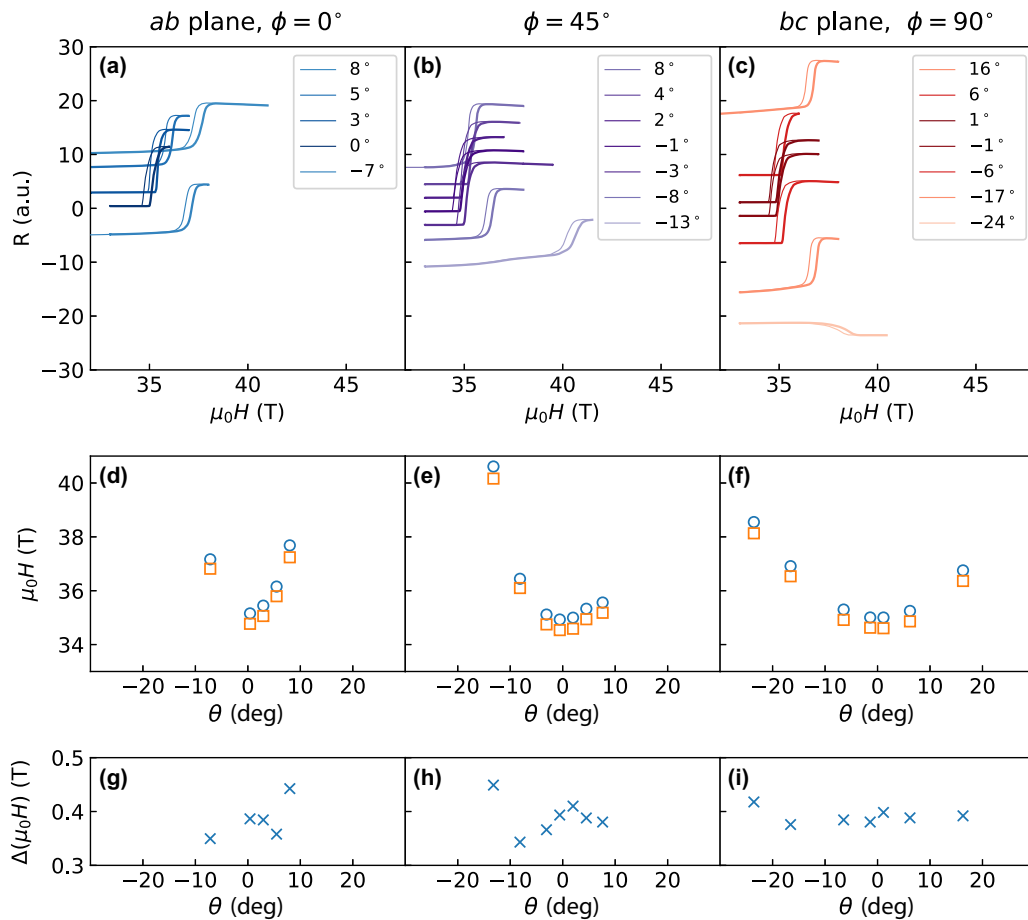 ab plane, ϕ = 0°
ϕ = 45°
bc plane, ϕ = 90°
(a)
8°
5°
3°
0°
−7°
(b)
8°
4°
2°
−1°
−3°
−8°
−13°
(c)
16°
6°
1°
−1°
−6°
−17°
−24°
R (a.u.)
30
20
10
0
−10
−20
−30
35 40 45
35 40 45
35 40 45
μ₀H (T)
μ₀H (T)
μ₀H (T)
(d)
(e)
(f)
μ₀H (T)
40
38
36
34
−20 −10 0 10 20
−20 −10 0 10 20
−20 −10 0 10 20
θ (deg)
θ (deg)
θ (deg)
(g)
(h)
(i)
Δ(μ₀H) (T)
0.5
0.4
0.3
−20 −10 0 10 20
−20 −10 0 10 20
−20 −10 0 10 20
θ (deg)
θ (deg)
θ (deg)